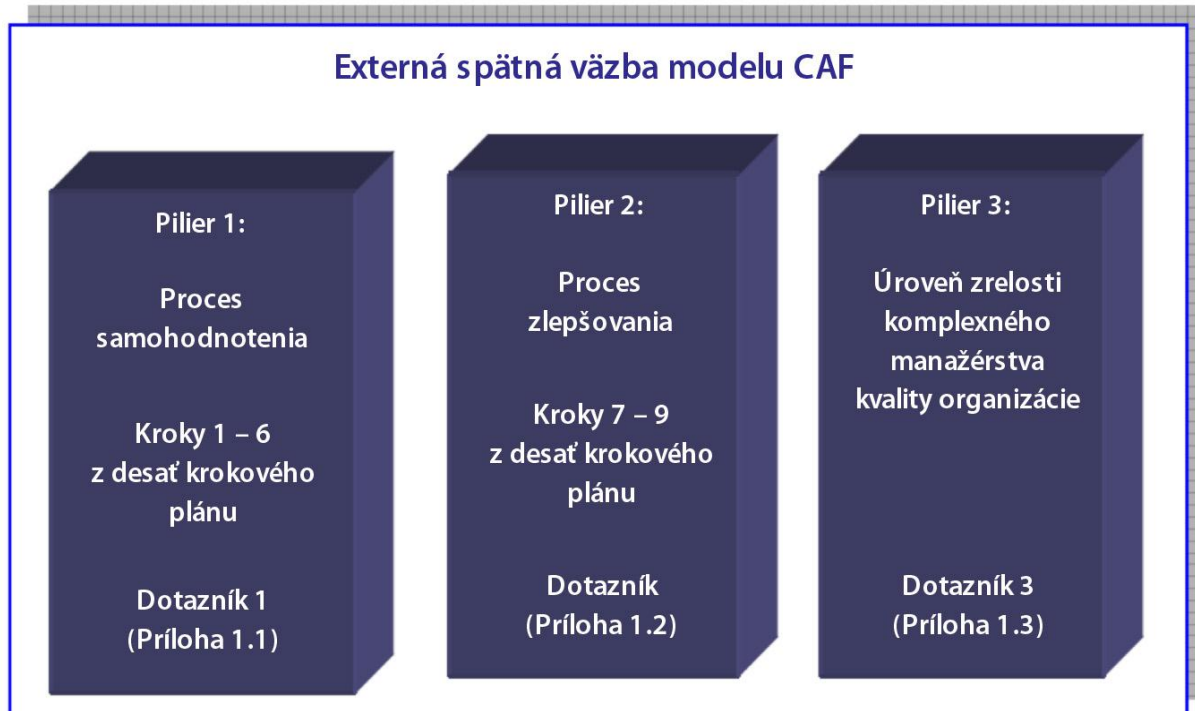 Externá spätná väzba modelu CAF
Pilier 1:
Proces
samohodnotenia
Kroky 1 – 6
z desať krokového
plánu
Dotazník 1
(Príloha 1.1)
Pilier 2:
Proces
zlepšovania
Kroky 7 – 9
z desať krokového
plánu
Dotazník
(Príloha 1.2)
Pilier 3:
Úroveň zrelosti
komplexného
manažérstva
kvality organizácie
Dotazník 3
(Príloha 1.3)